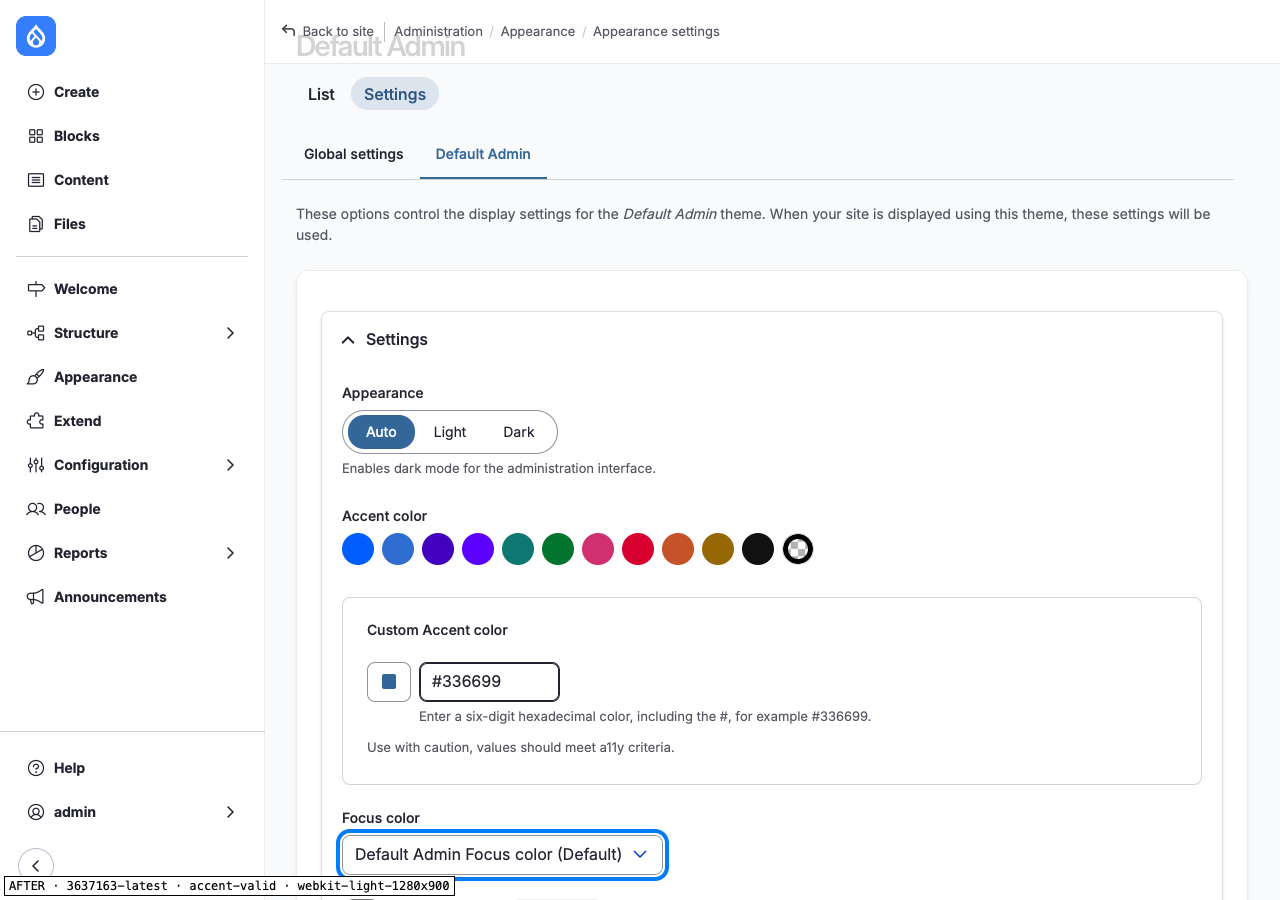 Back to site
Administration / Appearance / Appearance settings
Default Admin
Create
Blocks
Content
Files
Welcome
Structure
Appearance
Extend
Configuration
People
Reports
Announcements
Help
admin
List
Settings
Global settings
Default Admin
These options control the display settings for the Default Admin theme. When your site is displayed using this theme, these settings will be
used.
Settings
Appearance
Auto
Light
Dark
Enables dark mode for the administration interface.
Accent color
Custom Accent color
#336699
Enter a six-digit hexadecimal color, including the #, for example #336699.
Use with caution, values should meet a11y criteria.
Focus color
Default Admin Focus color (Default)
AFTER · 3637163-latest · accent-valid · webkit-light-1280x900